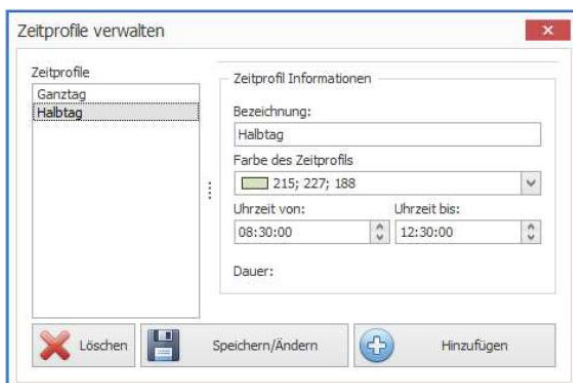 Zeitprofile verwalten
Zeitprofile
Ganztag
Halbtag
Zeitprofil Informationen
Bezeichnung:
Halbtag
Farbe des Zeitprofils
215; 227; 188
Uhrzeit von: Uhrzeit bis:
08:30:00 12:30:00
Dauer:
Löschen Speichern/Ändern Hinzufügen